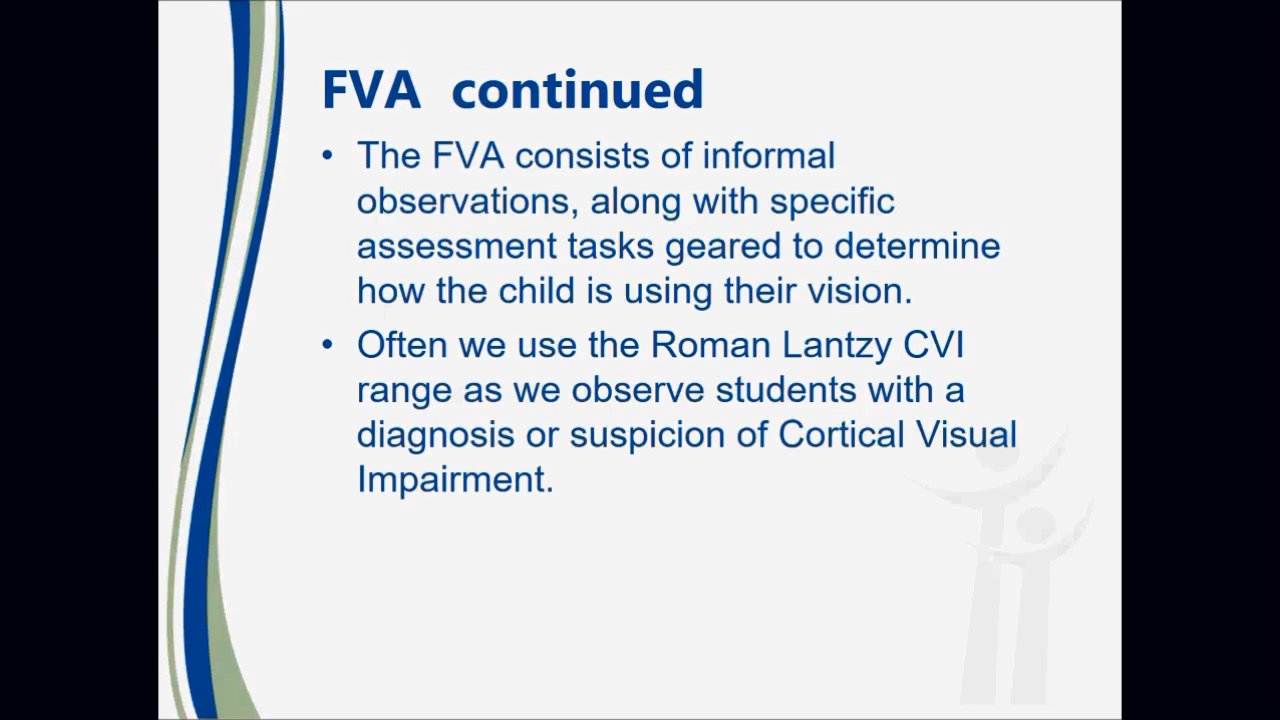 FVA continued
• The FVA consists of informal
observations, along with specific
assessment tasks geared to determine
how the child is using their vision.
• Often we use the Roman Lantzy CVI
range as we observe students with a
diagnosis or suspicion of Cortical Visual
Impairment.